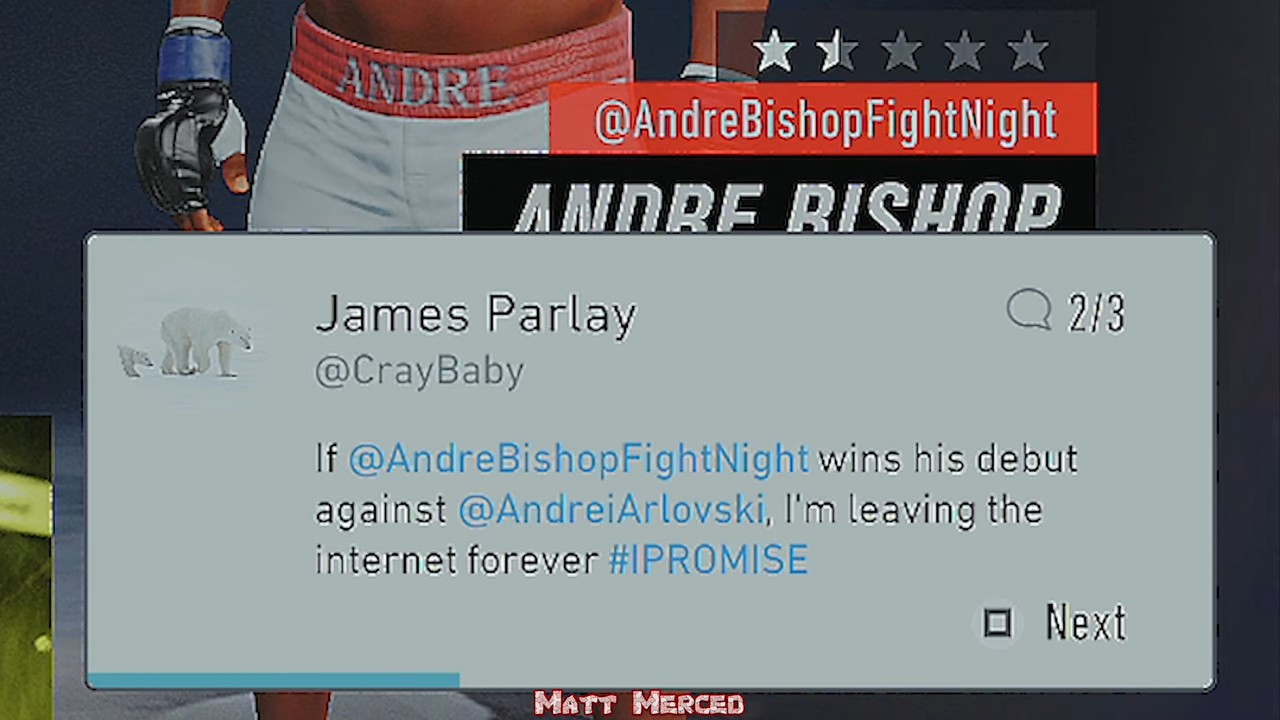 ANDRE
@AndreBishopFightNight
ANDRE BISHOP
James Parlay
2/3
@CrayBaby
If @AndreBishopFightNight wins his debut
against @AndreiArlovski, I'm leaving the
internet forever #IPROMISE
Next
MATT MERCED